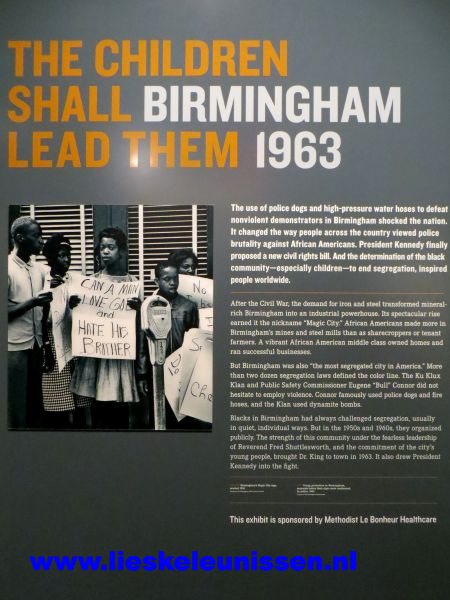 THE CHILDREN
SHALL BIRMINGHAM
LEAD THEM 1963
The use of police dogs and high-pressure water hoses to defeat
nonviolent demonstrators in Birmingham shocked the nation.
It changed the way people across the country viewed police
brutality against African Americans. President Kennedy finally
proposed a new civil rights bill. And the determination of the black
community—especially children—to end segregation, inspired
people worldwide.
After the Civil War, the demand for iron and steel transformed mineral-
rich Birmingham into an industrial powerhouse. Its spectacular rise
earned it the nickname "Magic City." African Americans made more in
Birmingham's mines and steel mills than as sharecroppers or tenant
farmers. A vibrant African American middle class owned homes and
ran successful businesses.
But Birmingham was also "the most segregated city in America." More
than two dozen segregation laws defined the color line. The Ku Klux
Klan and Public Safety Commissioner Eugene "Bull" Connor did not
hesitate to employ violence. Connor famously used police dogs and fire
hoses, and the Klan used dynamite bombs.
Blacks in Birmingham had always challenged segregation, usually
in quiet, individual ways. But in the 1950s and 1960s, they organized
publicly. The strength of this community under the fearless leadership
of Reverend Fred Shuttlesworth, and the commitment of the city's
young people, brought Dr. King to town in 1963. It also drew President
Kennedy into the fight.
This exhibit is sponsored by Methodist Le Bonheur Healthcare
CAN A MAN
LOVE GOD
and
HATE HIS
BROTHER
No
www.lieskeleunissen.nl